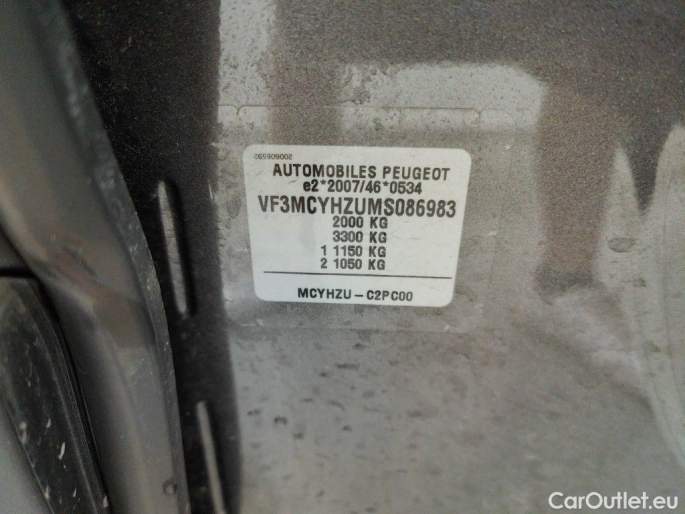 200606592
AUTOMOBILES PEUGEOT
e2*2007/46*0534
VF3MCYHZUMS086983
2000 KG
3300 KG
1 1150 KG
2 1050 KG
MCYHZU-C2PC00
CarOutlet.eu